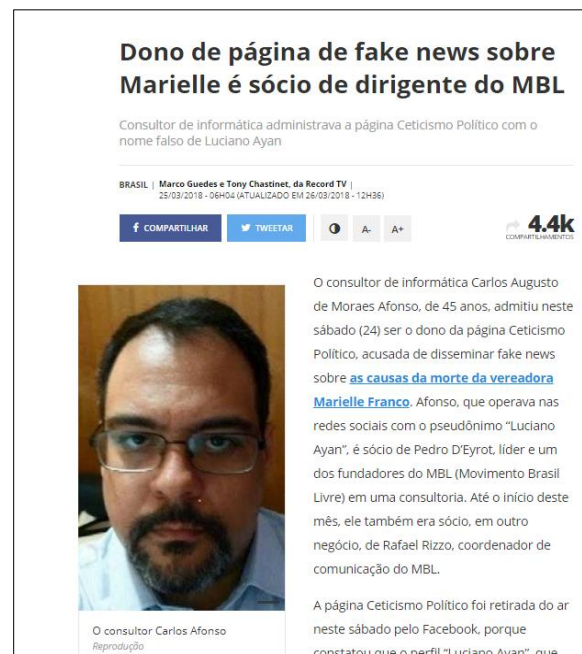 Dono de página de fake news sobre
Marielle é sócio de dirigente do MBL
Consultor de informática administrava a página Ceticismo Político com o
nome falso de Luciano Ayan
BRASIL | Marco Guedes e Tony Chastinet, da Record TV |
25/03/2018 - 06H04 (ATUALIZADO EM 26/03/2018 - 12H36)
f COMPARTILHAR TWEETAR A- A+ 4.4k
COMPARTILHAMENTOS
O consultor de informática Carlos Augusto
de Moraes Afonso, de 45 anos, admitiu neste
sábado (24) ser o dono da página Ceticismo
Político, acusada de disseminar fake news
sobre as causas da morte da vereadora
Marielle Franco. Afonso, que operava nas
redes sociais com o pseudônimo “Luciano
Ayan”, é sócio de Pedro D’Eyrot, líder e um
dos fundadores do MBL (Movimento Brasil
Livre) em uma consultoria. Até o início deste
mês, ele também era sócio, em outro
negócio, de Rafael Rizzo, coordenador de
comunicação do MBL.
A página Ceticismo Político foi retirada do ar
neste sábado pelo Facebook, porque
constatou que o perfil “Luciano Ayan”, que
O consultor Carlos Afonso
Reprodução